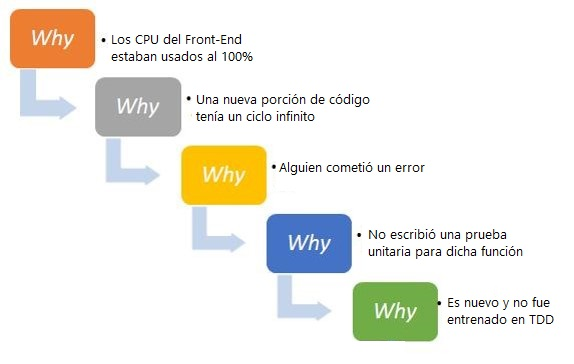 Why
• Los CPU del Front-End
estaban usados al 100%
Why
• Una nueva porción de código
tenía un ciclo infinito
Why
• Alguien cometió un error
Why
• No escribió una prueba
unitaria para dicha función
Why
• Es nuevo y no fue
entrenado en TDD